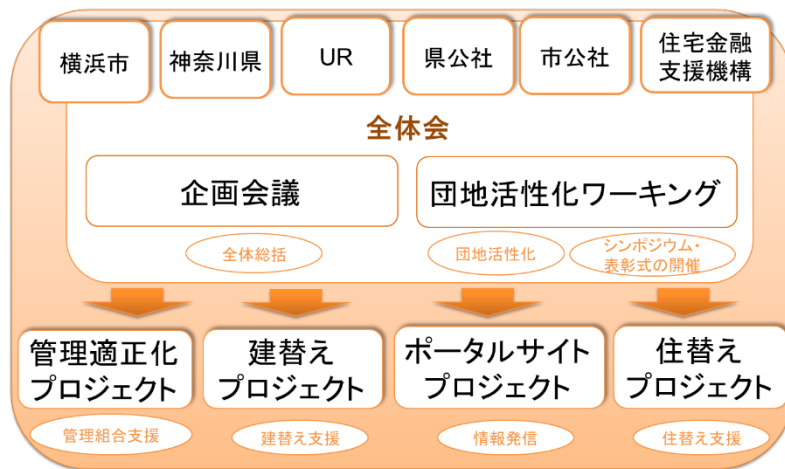 横浜市
神奈川県
UR
県公社
市公社
住宅金融
支援機構
全体会
企画会議
団地活性化ワーキング
全体総括
団地活性化
シンポジウム・
表彰式の開催
管理適正化
プロジェクト
建替え
プロジェクト
ポータルサイト
プロジェクト
住替え
プロジェクト
管理組合支援
建替え支援
情報発信
住替え支援